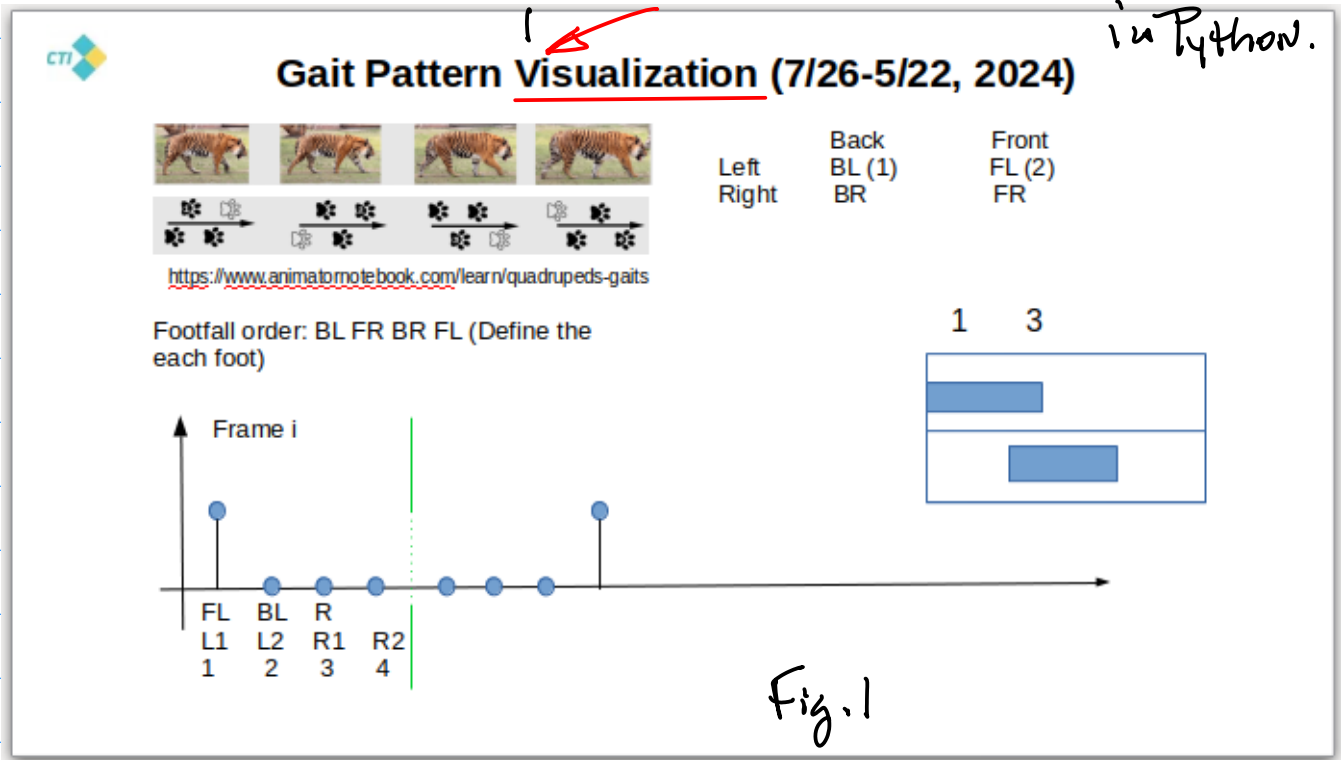 1
in Python.
CTI
Gait Pattern Visualization (7/26-5/22, 2024)
Back Front
Left BL (1) FL (2)
Right BR FR
https://www.animatornotebook.com/learn/quadrupeds-gaits
Footfall order: BL FR BR FL (Define the
each foot)
1 3
Frame i
FL BL R
L1 L2 R1 R2
1 2 3 4
Fig.1